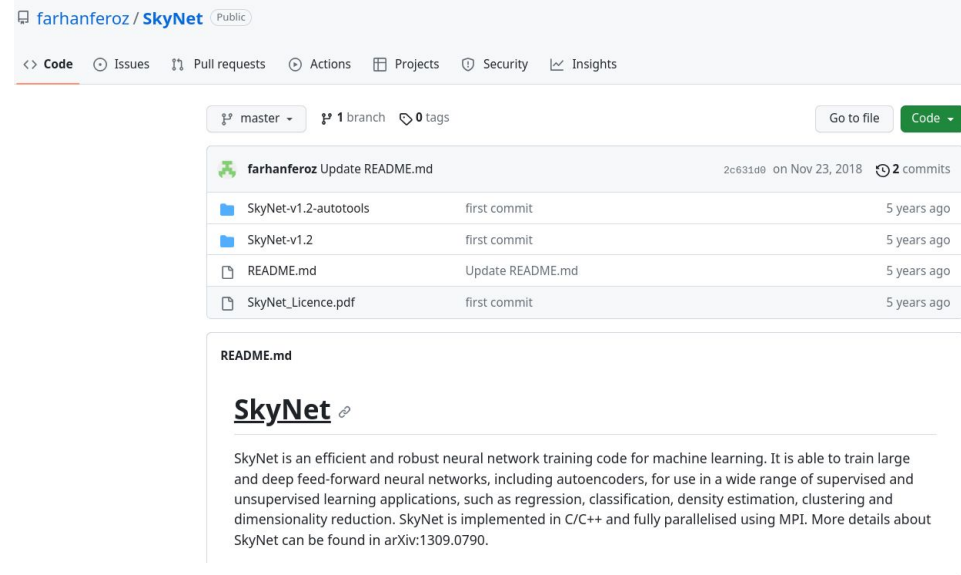 farhanferoz / SkyNet Public
Code Issues Pull requests Actions Projects Security Insights
master 1 branch 0 tags Go to file Code
farhanferoz Update README.md 2c631d0 on Nov 23, 2018 2 commits
SkyNet-v1.2-autotools first commit 5 years ago
SkyNet-v1.2 first commit 5 years ago
README.md Update README.md 5 years ago
SkyNet_Licence.pdf first commit 5 years ago
README.md
SkyNet
SkyNet is an efficient and robust neural network training code for machine learning. It is able to train large
and deep feed-forward neural networks, including autoencoders, for use in a wide range of supervised and
unsupervised learning applications, such as regression, classification, density estimation, clustering and
dimensionality reduction. SkyNet is implemented in C/C++ and fully parallelised using MPI. More details about
SkyNet can be found in arXiv:1309.0790.